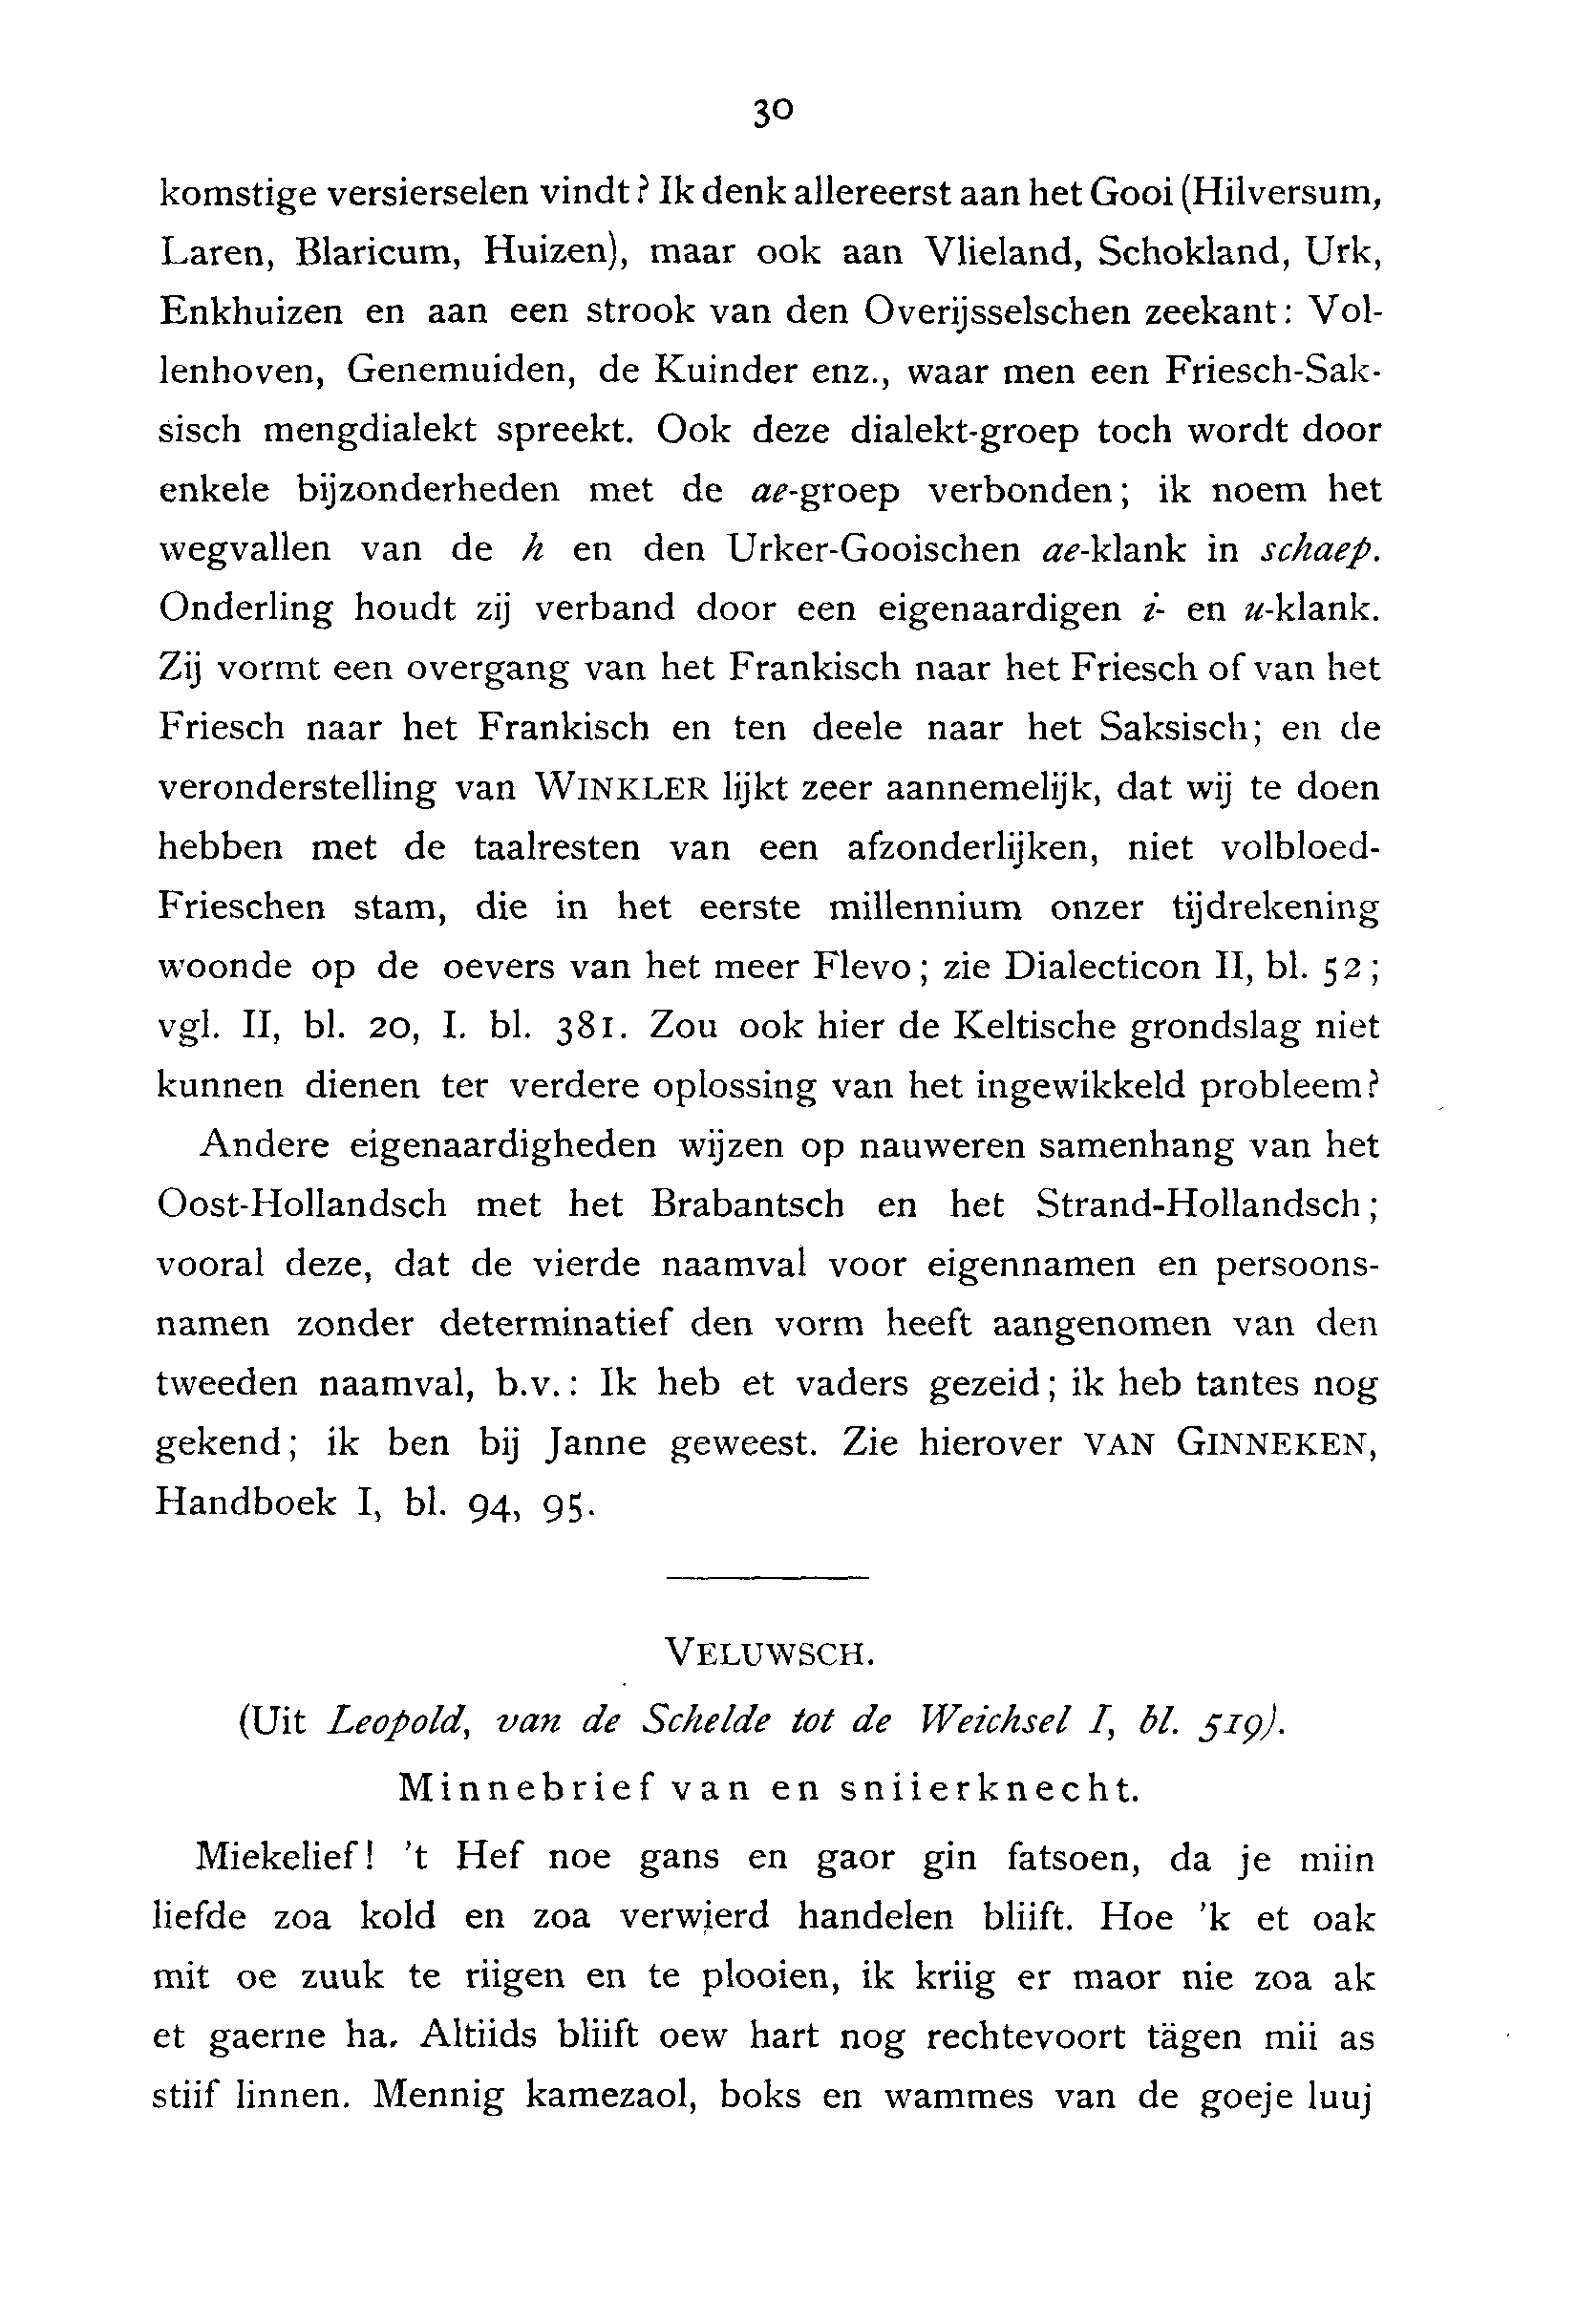 30
komstige versierselen vindt? Ik denk allereerst aan het Gooi (Hilversum,
Laren, Blaricum, Huizen), maar ook aan Vlieland, Schokland, Urk,
Enkhuizen en aan een strook van den Overijsselschen zeekant: Vol-
lenhoven, Genemuiden, de Kuinder enz., waar men een Friesch-Sak-
sisch mengdialekt spreekt. Ook deze dialekt-groep toch wordt door
enkele bijzonderheden met de ae-groep verbonden; ik noem het
wegvallen van de h en den Urker-Gooischen ae-klank in schaep.
Onderling houdt zij verband door een eigenaardigen i- en u-klank.
Zij vormt een overgang van het Frankisch naar het Friesch of van het
Friesch naar het Frankisch en ten deele naar het Saksisch; en de
veronderstelling van WINKLER lijkt zeer aannemelijk, dat wij te doen
hebben met de taalresten van een afzonderlijken, niet volbloed-
Frieschen stam, die in het eerste millennium onzer tijdrekening
woonde op de oevers van het meer Flevo; zie Dialecticon II, bl. 52;
vgl. II, bl. 20, I. bl. 381. Zou ook hier de Keltische grondslag niet
kunnen dienen ter verdere oplossing van het ingewikkeld probleem?
Andere eigenaardigheden wijzen op nauweren samenhang van het
Oost-Hollandsch met het Brabantsch en het Strand-Hollandsch;
vooral deze, dat de vierde naamval voor eigennamen en persoons-
namen zonder determinatief den vorm heeft aangenomen van den
tweeden naamval, b.v.: Ik heb et vaders gezeid; ik heb tantes nog
gekend; ik ben bij Janne geweest. Zie hierover VAN GINNEKEN,
Handboek I, bl. 94, 95.
VELUWSCH.
(Uit Leopold, van de Schelde tot de Weichsel I, bl. 519).
Minnebrief van en sniierknecht.
Miekelief! 't Hef noe gans en gaor gin fatsoen, da je miin
liefde zoa kold en zoa verwierd handelen bliift. Hoe 'k et oak
mit oe zuuk te riigen en te plooien, ik kriig er maor nie zoa ak
et gaerne ha. Altiids bliift oew hart nog rechtevoort tägen mii as
stiif linnen. Mennig kamezaol, boks en wammes van de goeje luuj